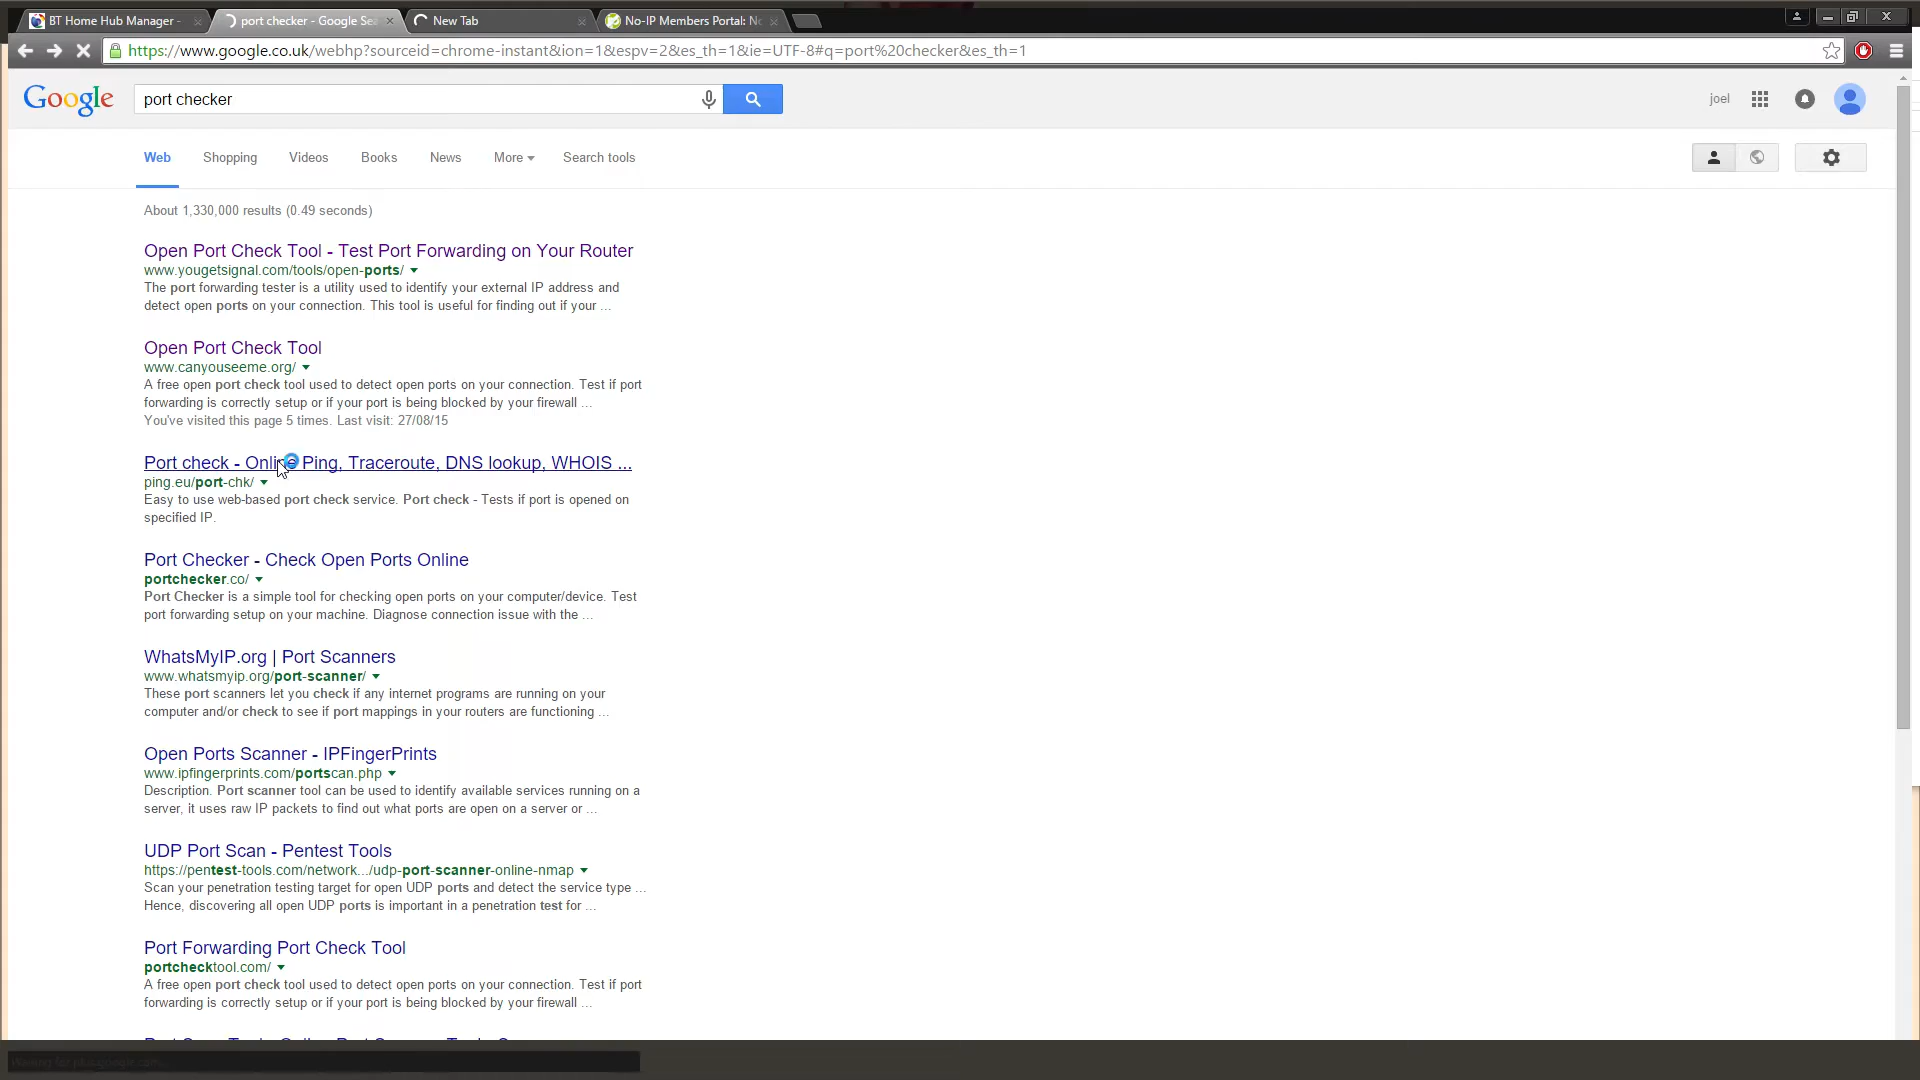 BT Home Hub Manager -
port checker - Google Sea
New Tab
No-IP Members Portal: No
https://www.google.co.uk/webhp?sourceid=chrome-instant&ion=1&espv=2&es_th=1&ie=UTF-8#q=port%20checker&es_th=1
Google
port checker
joel
Web
Shopping
Videos
Books
News
More
Search tools
About 1,330,000 results (0.49 seconds)
Open Port Check Tool - Test Port Forwarding on Your Router
www.yougetsignal.com/tools/open-ports/
The port forwarding tester is a utility used to identify your external IP address and
detect open ports on your connection. This tool is useful for finding out if your ...
Open Port Check Tool
www.canyouseeme.org/
A free open port check tool used to detect open ports on your connection. Test if port
forwarding is correctly setup or if your port is being blocked by your firewall ...
You've visited this page 5 times. Last visit: 27/08/15
Port check - Online Ping, Traceroute, DNS lookup, WHOIS ...
ping.eu/port-chk/
Easy to use web-based port check service. Port check - Tests if port is opened on
specified IP.
Port Checker - Check Open Ports Online
portchecker.co/
Port Checker is a simple tool for checking open ports on your computer/device. Test
port forwarding setup on your machine. Diagnose connection issue with the ...
WhatsMyIP.org | Port Scanners
www.whatsmyip.org/port-scanner/
These port scanners let you check if any internet programs are running on your
computer and/or check to see if port mappings in your routers are functioning ...
Open Ports Scanner - IPFingerPrints
www.ipfingerprints.com/portscan.php
Description. Port scanner tool can be used to identify available services running on a
server, it uses raw IP packets to find out what ports are open on a server or ...
UDP Port Scan - Pentest Tools
https://pentest-tools.com/network.../udp-port-scanner-online-nmap
Scan your penetration testing target for open UDP ports and detect the service type ...
Hence, discovering all open UDP ports is important in a penetration test for ...
Port Forwarding Port Check Tool
portchecktool.com/
A free open port check tool used to detect open ports on your connection. Test if port
forwarding is correctly setup or if your port is being blocked by your firewall ...